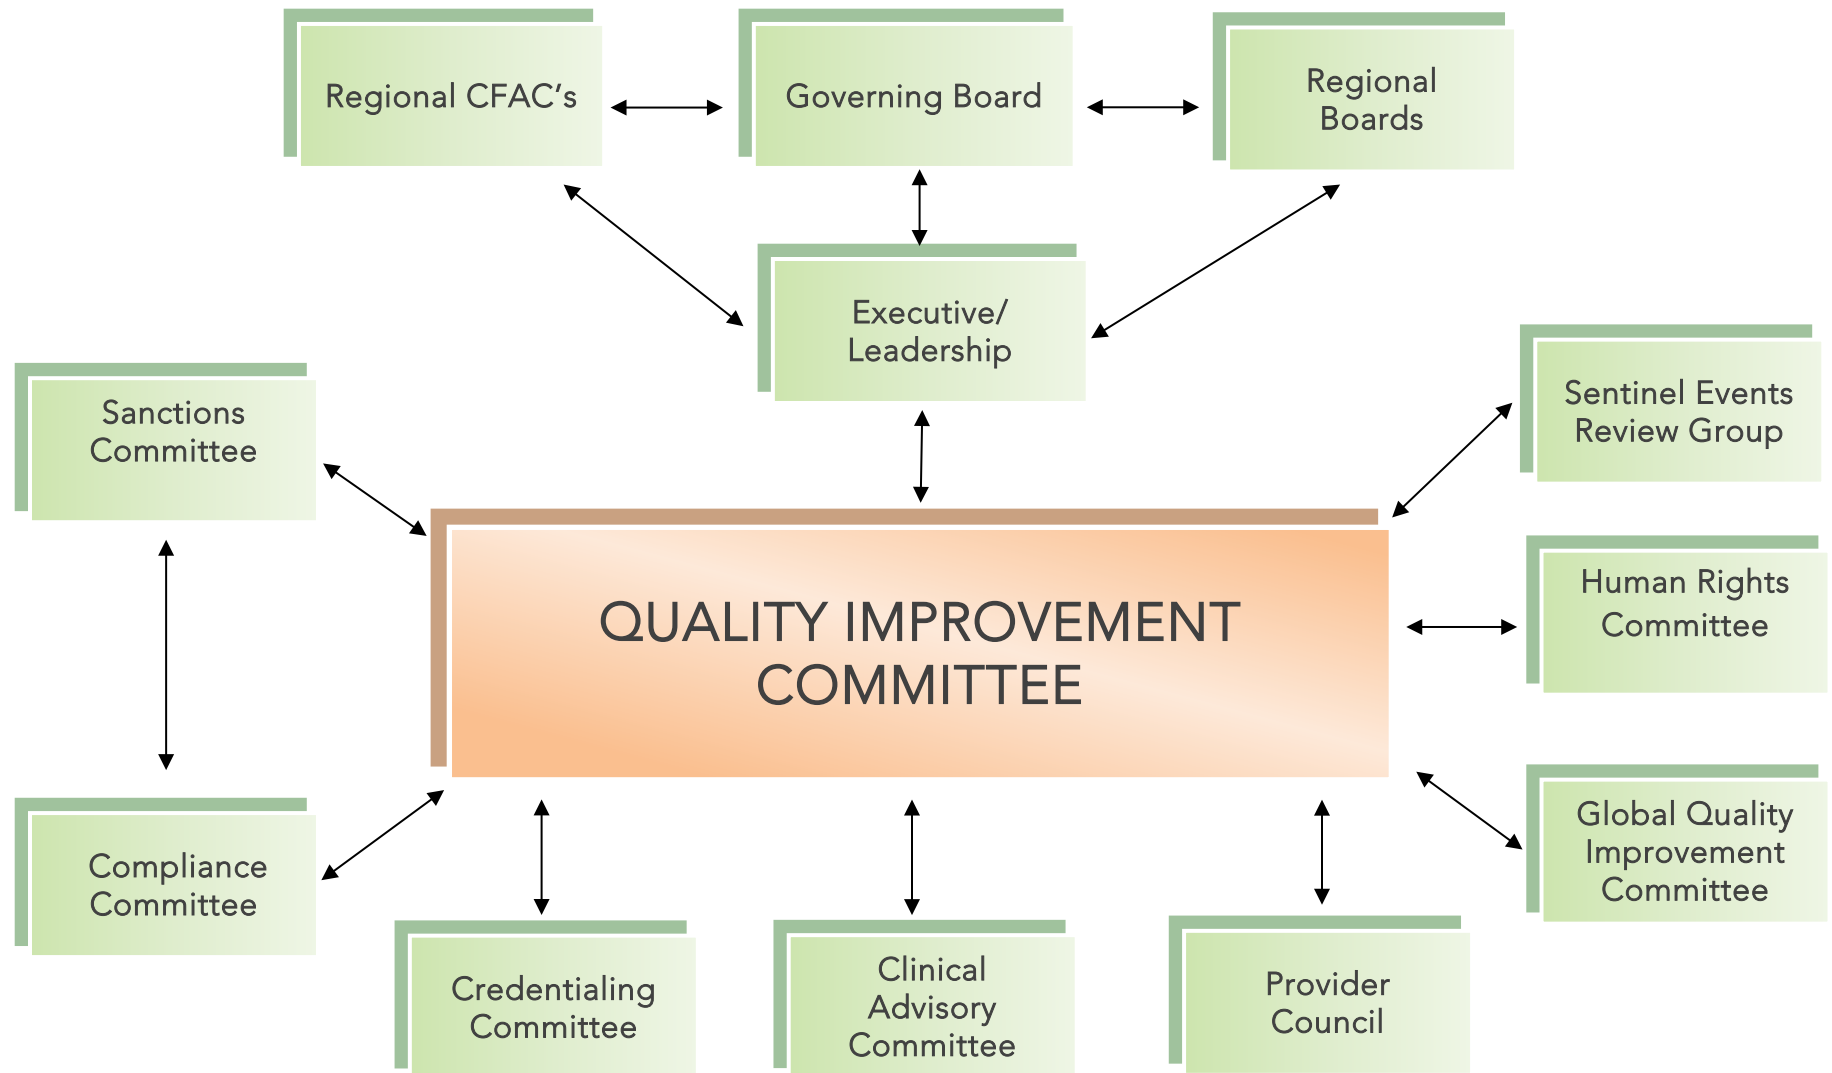 Regional CFAC’s
Governing Board
Regional
Boards
Executive/
Leadership
Sanctions
Committee
Sentinel Events
Review Group
QUALITY IMPROVEMENT
COMMITTEE
Human Rights
Committee
Compliance
Committee
Global Quality
Improvement
Committee
Credentialing
Committee
Clinical
Advisory
Committee
Provider
Council